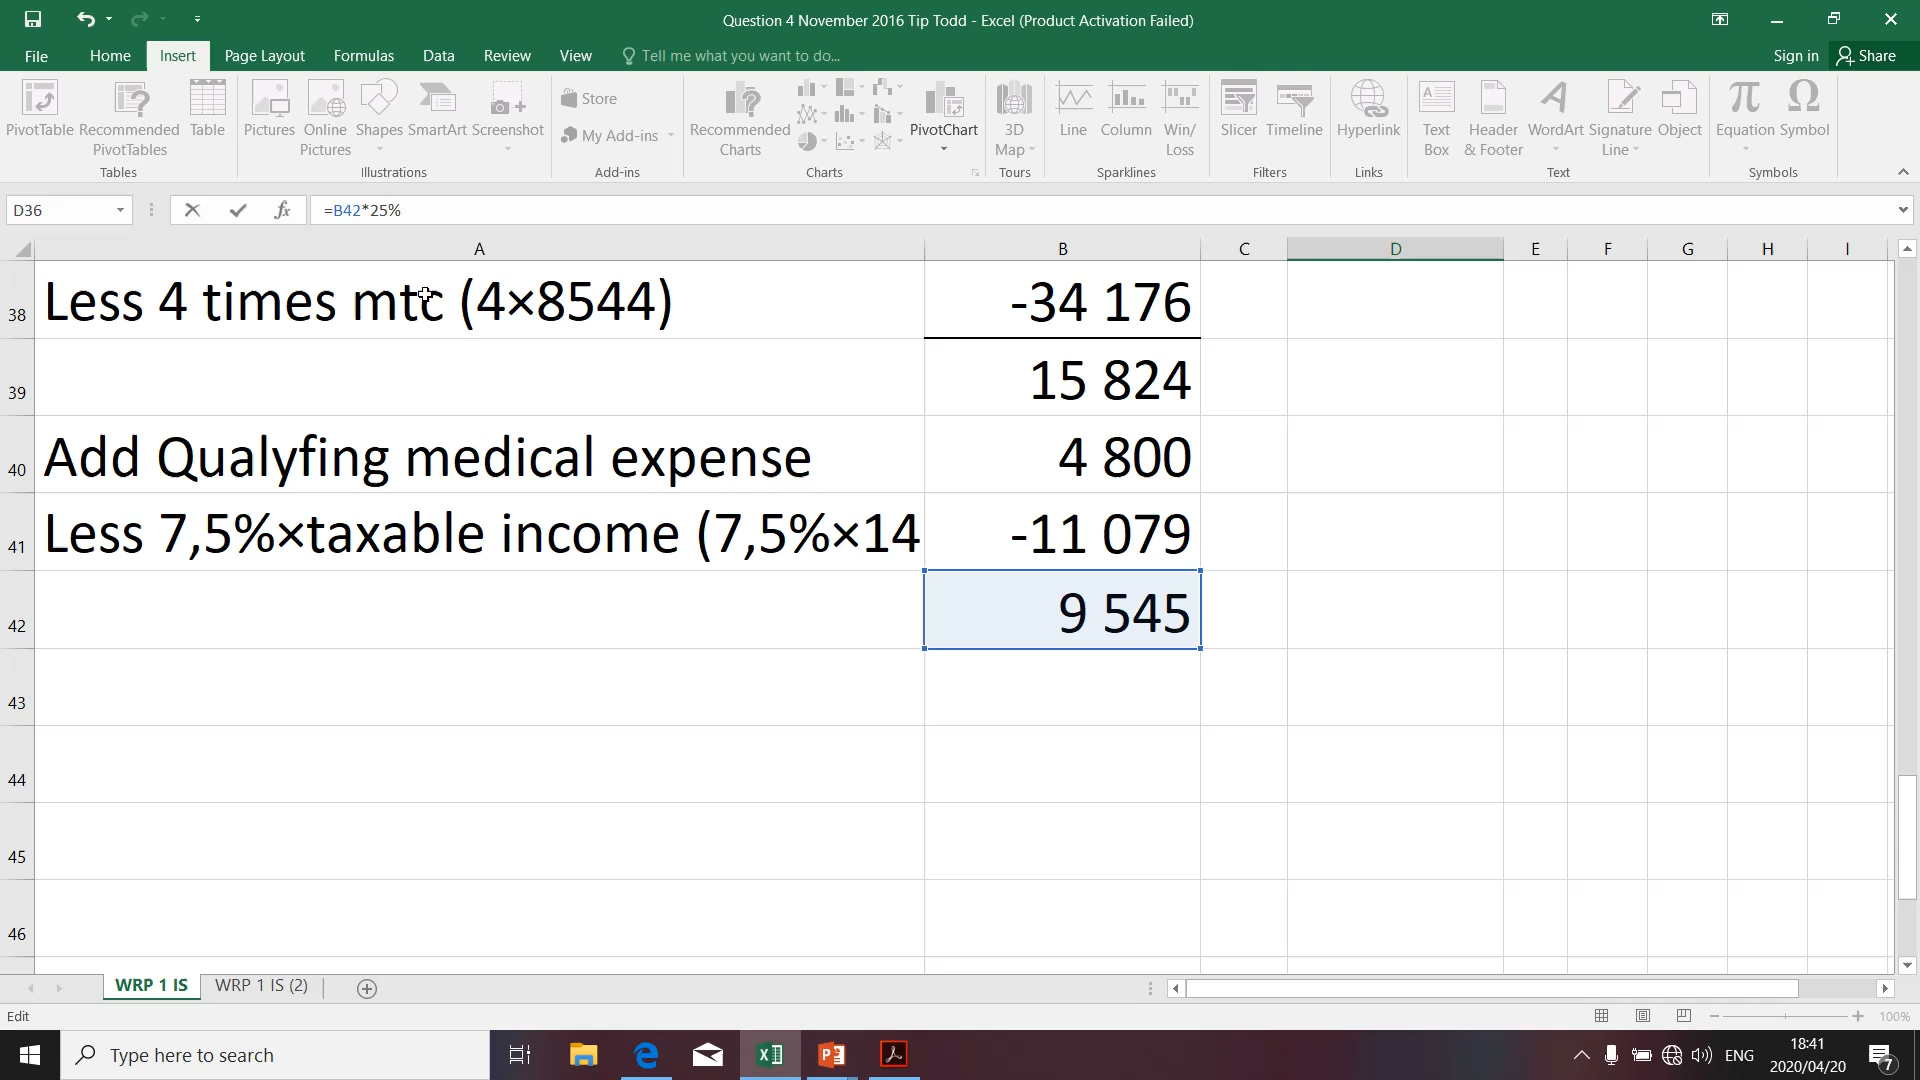 Question 4 November 2016 Tip Todd - Excel (Product Activation Failed)
File Home Insert Page Layout Formulas Data Review View Tell me what you want to do... Sign in Share
PivotTable Recommended PivotTables Table
Tables
Pictures Online Pictures Shapes SmartArt Screenshot
Illustrations
Store
My Add-ins
Add-ins
Recommended Charts PivotChart
Charts
3D Map
Tours
Line Column Win/Loss
Sparklines
Slicer Timeline
Filters
Hyperlink
Links
Text Box Header & Footer WordArt Signature Line Object
Text
Equation Symbol
Symbols
D36 fx =B42*25%
A B C D E F G H I
38 Less 4 times mtc (4×8544) -34 176
39 15 824
40 Add Qualyfing medical expense 4 800
41 Less 7,5%×taxable income (7,5%×14 -11 079
42 9 545
43
44
45
46
WRP 1 IS WRP 1 IS (2)
Edit 100%
Type here to search ENG 18:41
2020/04/20 7